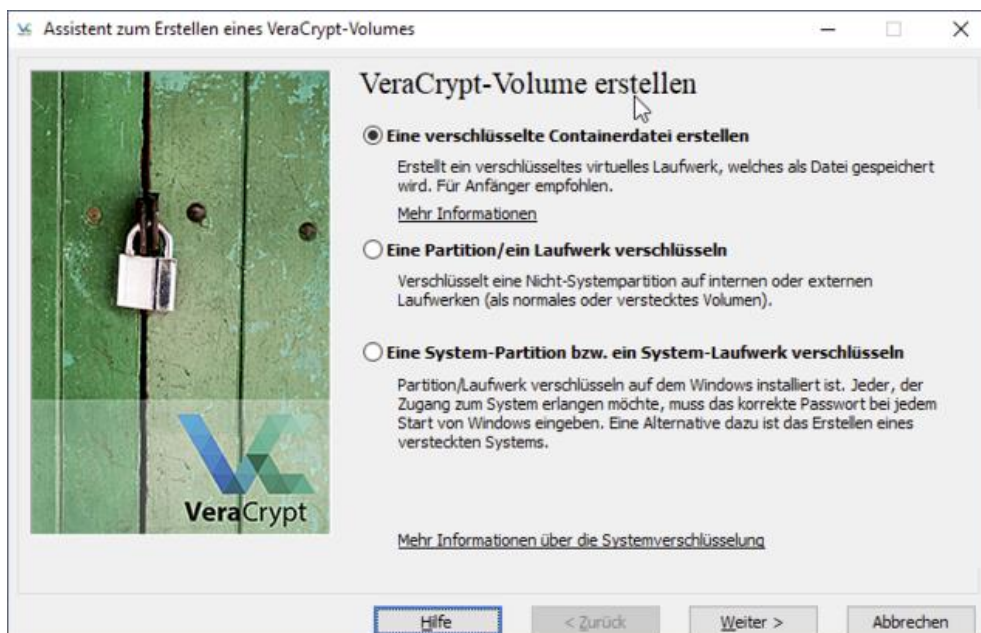 Assistent zum Erstellen eines VeraCrypt-Volumes
VeraCrypt-Volume erstellen
Eine verschlüsselte Containerdatei erstellen
Erstellt ein verschlüsseltes virtuelles Laufwerk, welches als Datei gespeichert
wird. Für Anfänger empfohlen.
Mehr Informationen
Eine Partition/ein Laufwerk verschlüsseln
Verschlüsselt eine Nicht-Systempartition auf internen oder externen
Laufwerken (als normales oder verstecktes Volumen).
Eine System-Partition bzw. ein System-Laufwerk verschlüsseln
Partition/Laufwerk verschlüsseln auf dem Windows installiert ist. Jeder, der
Zugang zum System erlangen möchte, muss das korrekte Passwort bei jedem
Start von Windows eingeben. Eine Alternative dazu ist das Erstellen eines
versteckten Systems.
VeraCrypt
Mehr Informationen über die Systemverschlüsselung
Hilfe
< Zurück
Weiter >
Abbrechen